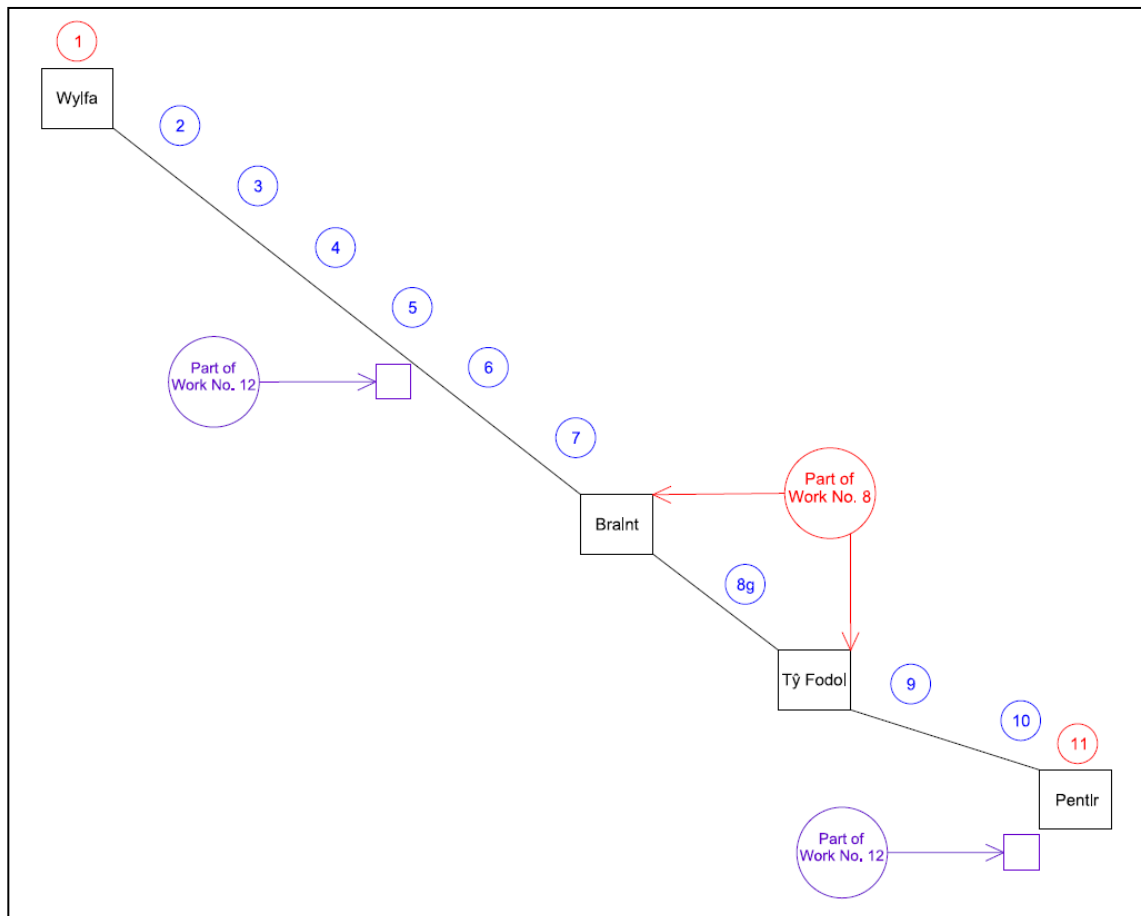 1
Wylfa
2
3
4
5
Part of
Work No. 12
6
7
Part of
Work No. 8
Braint
8g
Tŷ Fodol
9
10
11
Pentir
Part of
Work No. 12